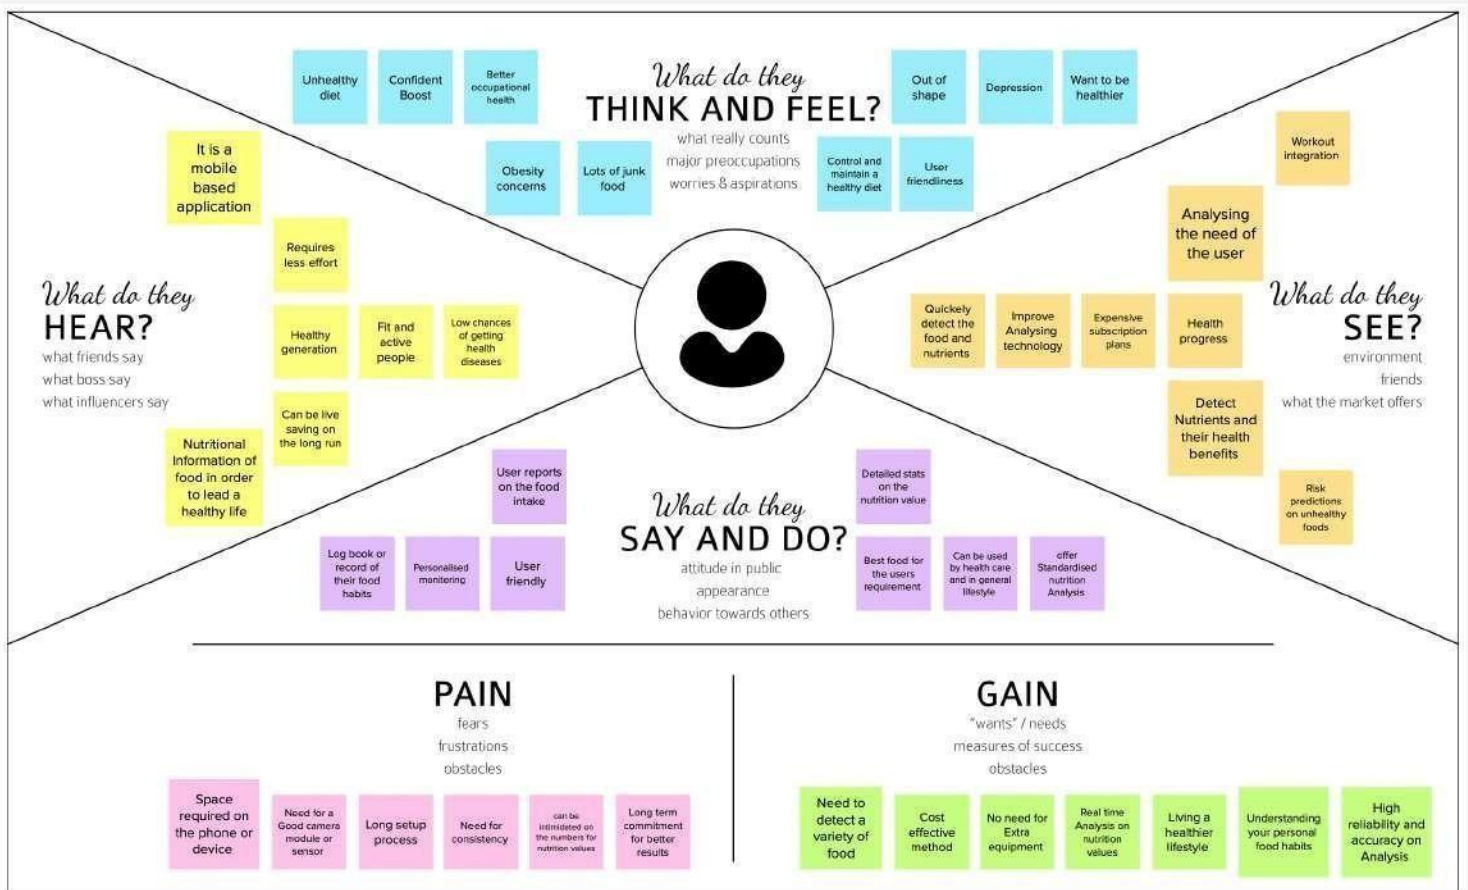 Unhealthy
diet
Confident
Boost
Better
occupational
health
Obesity
concerns
Lots of junk
food
What do they
THINK AND FEEL?
what really counts
major preoccupations
worries & aspirations
Out of
shape
Depression
Want to be
healthier
Control and
maintain a
healthy diet
User
friendliness
It is a
mobile
based
application
Requires
less effort
What do they
HEAR?
what friends say
what boss say
what influencers say
Healthy
generation
Fit and
active
people
Low chances
of getting
health
diseases
Can be live
saving on
the long run
Nutritional
Information of
food in order
to lead a
healthy life
Workout
integration
Analysing
the need of
the user
Quickely
detect the
food and
nutrients
Improve
Analysing
technology
Expensive
subscription
plans
Health
progress
What do they
SEE?
environment
friends
what the market offers
Detect
Nutrients and
their health
benefits
Risk
predictions
on unhealthy
foods
User reports
on the food
intake
Log book or
record of
their food
habits
Personalised
monitering
User
friendly
What do they
SAY AND DO?
attitude in public
appearance
behavior towards others
Detailed stats
on the
nutrition value
Best food for
the users
requirement
Can be used
by health care
and in general
lifestyle
offer
Standardised
nutrition
Analysis
PAIN
fears
frustrations
obstacles
Space
required on
the phone or
device
Need for a
Good camera
module or
sensor
Long setup
process
Need for
consistency
can be
intimidated on
the numbers for
nutrition values
Long term
commitment
for better
results
GAIN
"wants" / needs
measures of success
obstacles
Need to
detect a
variety of
food
Cost
effective
method
No need for
Extra
equipment
Real time
Analysis on
nutrition
values
Living a
healthier
lifestyle
Understanding
your personal
food habits
High
reliability and
accuracy on
Analysis